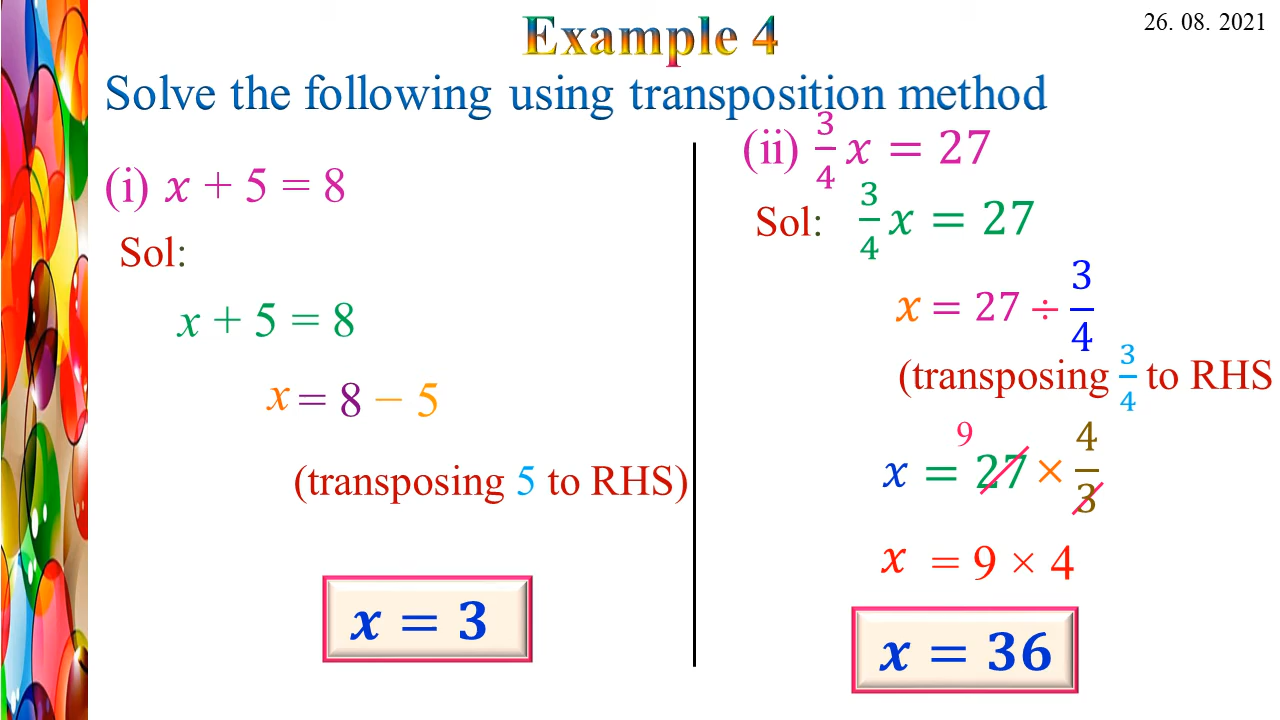 26. 08. 2021
Example 4
Solve the following using transposition method
(i) x + 5 = 8
Sol:
x + 5 = 8
x = 8 − 5
(transposing 5 to RHS)
x = 3
(ii) 3/4 x = 27
Sol: 3/4 x = 27
x = 27 ÷ 3/4
(transposing 3/4 to RHS
9
x = 27 × 4/3
x = 9 × 4
x = 36